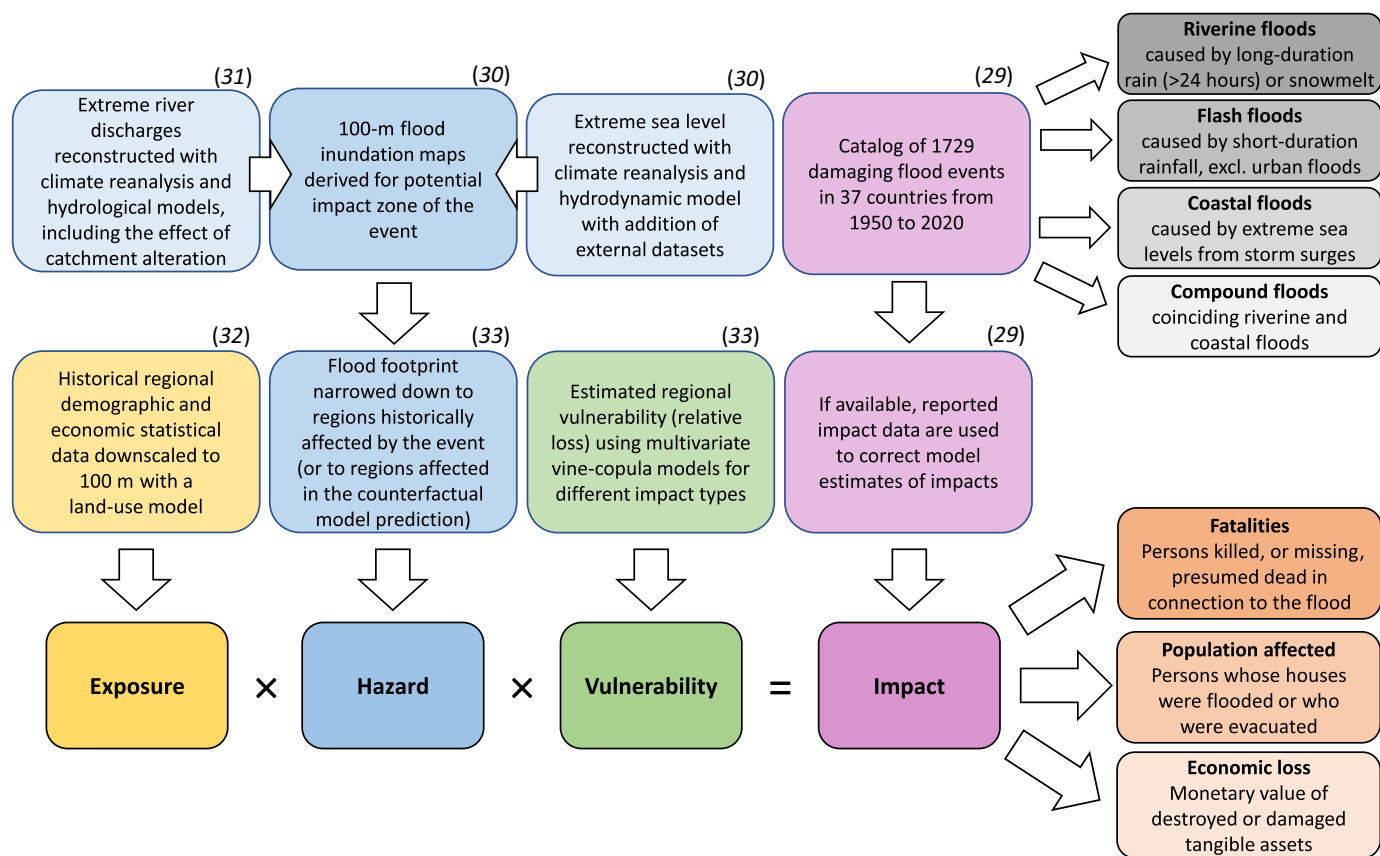 (31)
Extreme river
discharges
reconstructed with
climate reanalysis and
hydrological models,
including the effect of
catchment alteration
(30)
100-m flood
inundation maps
derived for potential
impact zone of the
event
(30)
Extreme sea level
reconstructed with
climate reanalysis and
hydrodynamic model
with addition of
external datasets
(29)
Catalog of 1729
damaging flood events
in 37 countries from
1950 to 2020
Riverine floods
caused by long-duration
rain (>24 hours) or snowmelt
Flash floods
caused by short-duration
rainfall, excl. urban floods
Coastal floods
caused by extreme sea
levels from storm surges
Compound floods
coinciding riverine and
coastal floods
(32)
Historical regional
demographic and
economic statistical
data downscaled to
100 m with a
land-use model
(33)
Flood footprint
narrowed down to
regions historically
affected by the event
(or to regions affected
in the counterfactual
model prediction)
(33)
Estimated regional
vulnerability (relative
loss) using multivariate
vine-copula models for
different impact types
(29)
If available, reported
impact data are used
to correct model
estimates of impacts
Exposure × Hazard × Vulnerability = Impact
Fatalities
Persons killed, or missing,
presumed dead in
connection to the flood
Population affected
Persons whose houses
were flooded or who
were evacuated
Economic loss
Monetary value of
destroyed or damaged
tangible assets